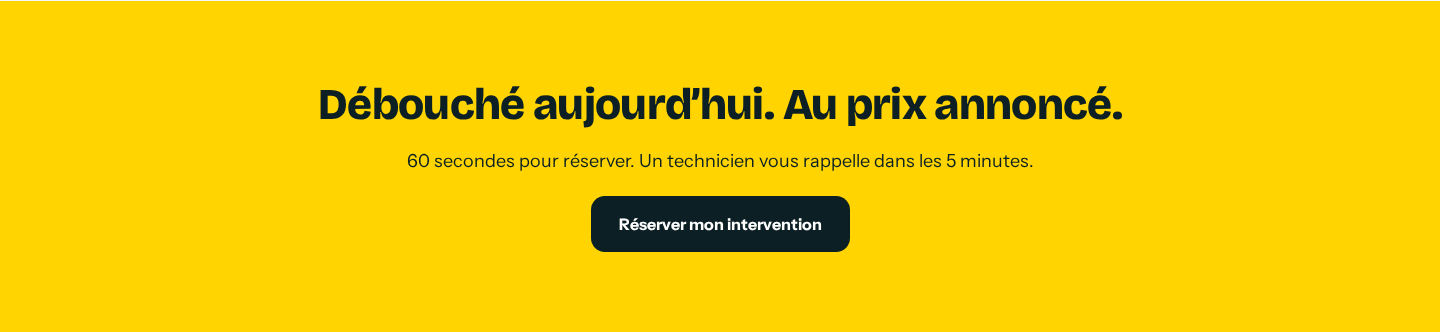 Débouché aujourd’hui. Au prix annoncé.
60 secondes pour réserver. Un technicien vous rappelle dans les 5 minutes.
Réserver mon intervention